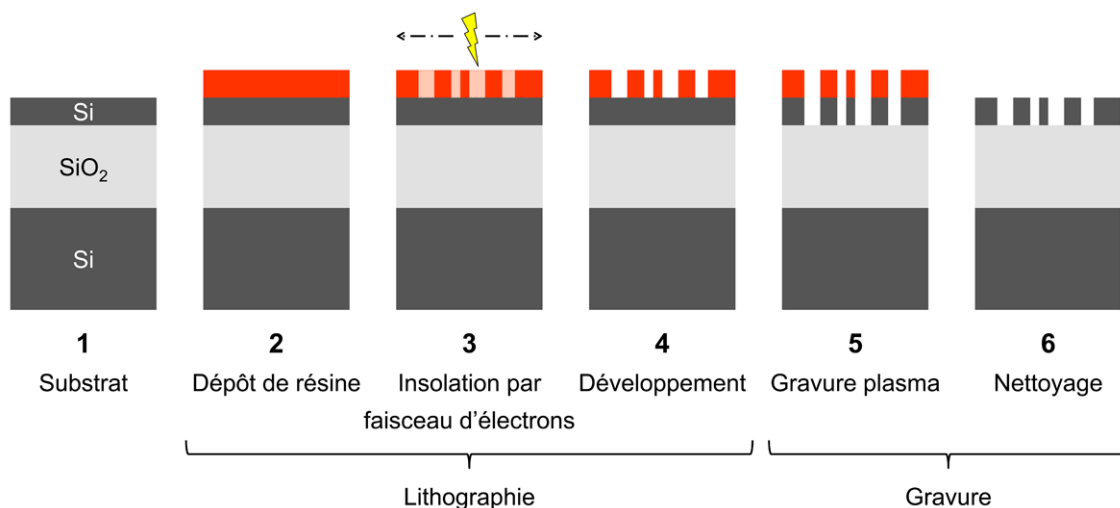 Si
SiO₂
Si
1
Substrat
2
Dépôt de résine
3
Insolation par
faisceau d'électrons
4
Développement
5
Gravure plasma
6
Nettoyage
Lithographie
Gravure